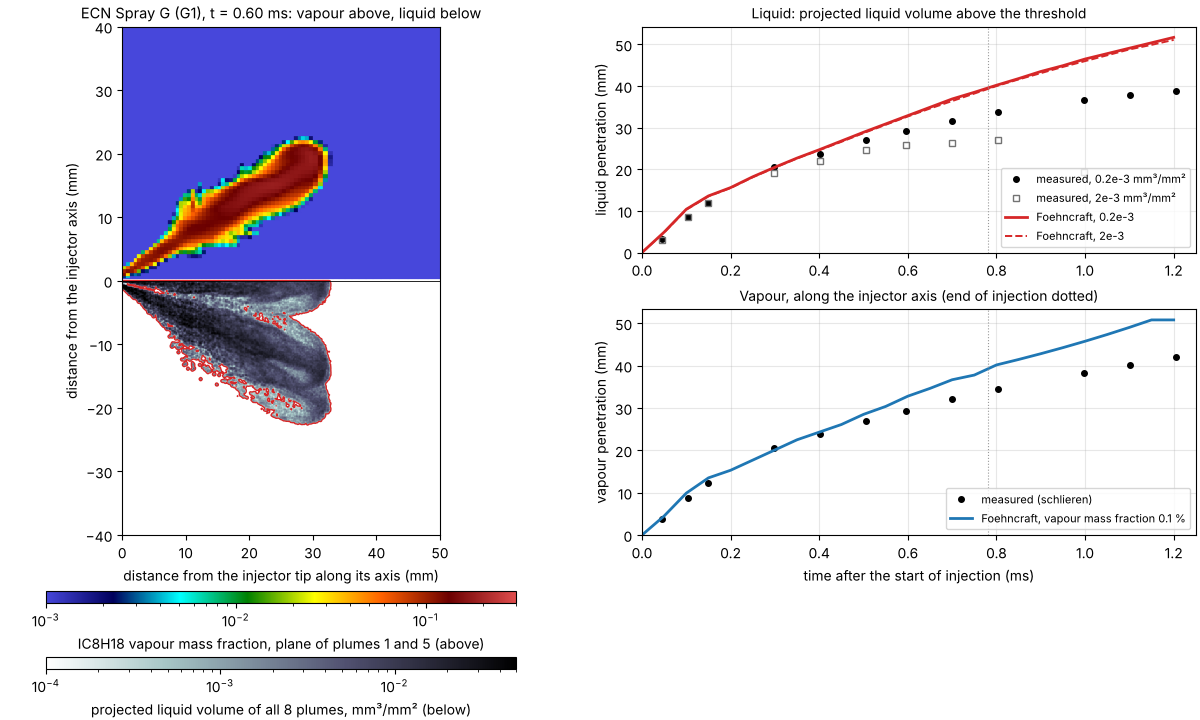 ECN Spray G (G1), t = 0.60 ms: vapour above, liquid below
40
30
20
10
0
−10
−20
−30
−40
distance from the injector axis (mm)
0 10 20 30 40 50
distance from the injector tip along its axis (mm)
10⁻³ 10⁻² 10⁻¹
IC8H18 vapour mass fraction, plane of plumes 1 and 5 (above)
10⁻⁴ 10⁻³ 10⁻²
projected liquid volume of all 8 plumes, mm³/mm² (below)
Liquid: projected liquid volume above the threshold
50
40
30
20
10
0
liquid penetration (mm)
measured, 0.2e-3 mm³/mm²
measured, 2e-3 mm³/mm²
Foehncraft, 0.2e-3
Foehncraft, 2e-3
0.0 0.2 0.4 0.6 0.8 1.0 1.2
Vapour, along the injector axis (end of injection dotted)
50
40
30
20
10
0
vapour penetration (mm)
measured (schlieren)
Foehncraft, vapour mass fraction 0.1 %
0.0 0.2 0.4 0.6 0.8 1.0 1.2
time after the start of injection (ms)